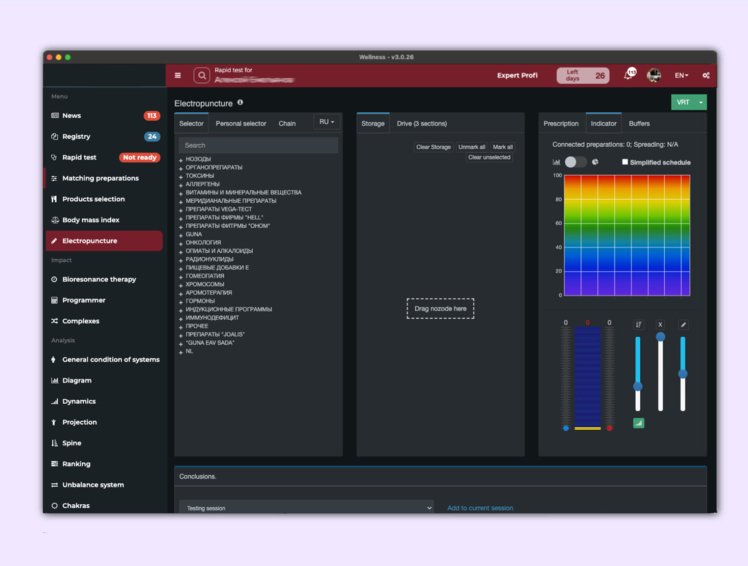 Wellness - v3.0.26
Rapid test for
Expert Profi
Left days 26
EN
Menu
News 113
Registry 24
Rapid test Not ready
Matching preparations
Products selection
Body mass index
Electropuncture
Impact
Bioresonance therapy
Programmer
Complexes
Analysis
General condition of systems
Diagram
Dynamics
Projection
Spine
Ranking
Unbalance system
Chakras
Electropuncture
VRT
Selector Personal selector Chain RU
Search
НОЗОДЫ
ОРГАНОПРЕПАРАТЫ
ТОКСИНЫ
АЛЛЕРГЕНЫ
ВИТАМИНЫ И МИНЕРАЛЬНЫЕ ВЕЩЕСТВА
МЕРИДИАНАЛЬНЫЕ ПРЕПАРАТЫ
ПРЕПАРАТЫ VEGA-ТЕСТ
ПРЕПАРАТЫ ФИРМЫ "HELL"
ПРЕПАРАТЫ ФИТРМЫ "ОНОМ"
GUNA
ОНКОЛОГИЯ
ОПИАТЫ И АЛКАЛОИДЫ
РАДИОНУКЛИДЫ
ПИЩЕВЫЕ ДОБАВКИ Е
ГОМЕОПАТИЯ
ХРОМОСОМЫ
АРОМОТЕРАПИЯ
ГОРМОНЫ
ИНДУКЦИОННЫЕ ПРОГРАММЫ
ИММУНОДЕФИЦИТ
ПРОЧЕЕ
ПРЕПАРАТЫ "JOALIS"
"GUNA EAV SADA"
NL
Storage Drive (3 sections)
Clear Storage Unmark all Mark all
Clear unselected
Drag nozode here
Prescription Indicator Buffers
Connected preparations: 0; Spreading: N/A
Simplified schedule
100
80
60
40
20
0
0 0 0 X
Conclusions.
Testing session
Add to current session